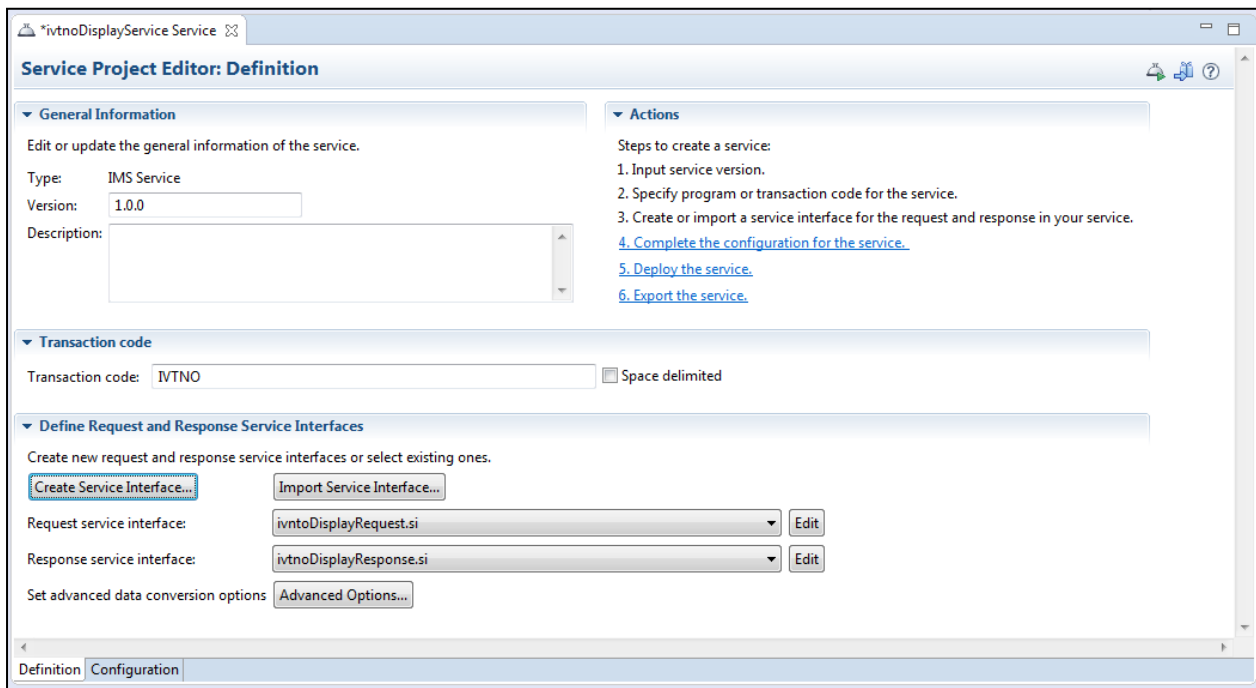 *ivtnoDisplayService Service
Service Project Editor: Definition
General Information
Edit or update the general information of the service.
Type: IMS Service
Version: 1.0.0
Description:
Actions
Steps to create a service:
1. Input service version.
2. Specify program or transaction code for the service.
3. Create or import a service interface for the request and response in your service.
4. Complete the configuration for the service.
5. Deploy the service.
6. Export the service.
Transaction code
Transaction code: IVTNO Space delimited
Define Request and Response Service Interfaces
Create new request and response service interfaces or select existing ones.
Create Service Interface... Import Service Interface...
Request service interface: ivntoDisplayRequest.si Edit
Response service interface: ivtnoDisplayResponse.si Edit
Set advanced data conversion options Advanced Options...
Definition Configuration